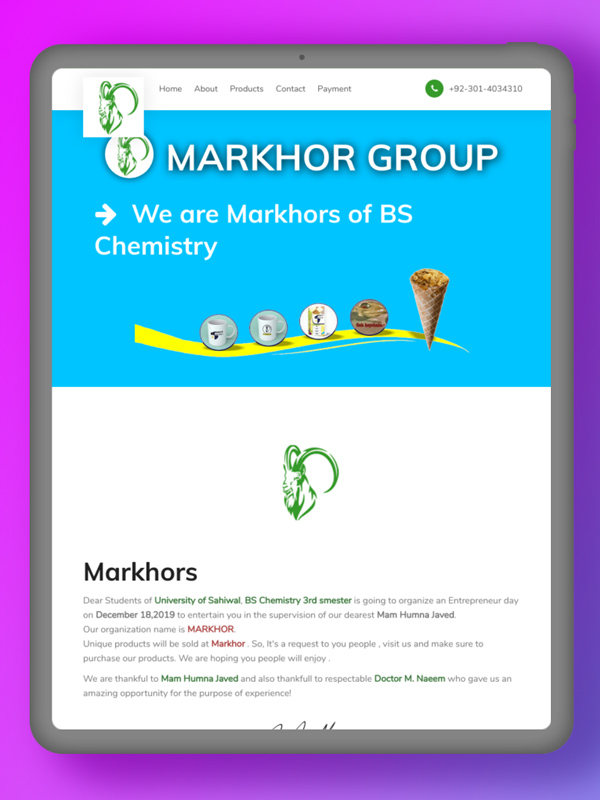 Home About Products Contact Payment +92-301-4034310
MARKHOR GROUP
We are Markhors of BS
Chemistry
Markhors
Dear Students of University of Sahiwal, BS Chemistry 3rd smester is going to organize an Entrepreneur day
on December 18,2019 to entertain you in the supervision of our dearest Mam Humna Javed.
Our organization name is MARKHOR.
Unique products will be sold at Markhor . So, It's a request to you people , visit us and make sure to
purchase our products. We are hoping you people will enjoy .
We are thankful to Mam Humna Javed and also thankfull to respectable Doctor M. Naeem who gave us an
amazing opportunity for the purpose of experience!